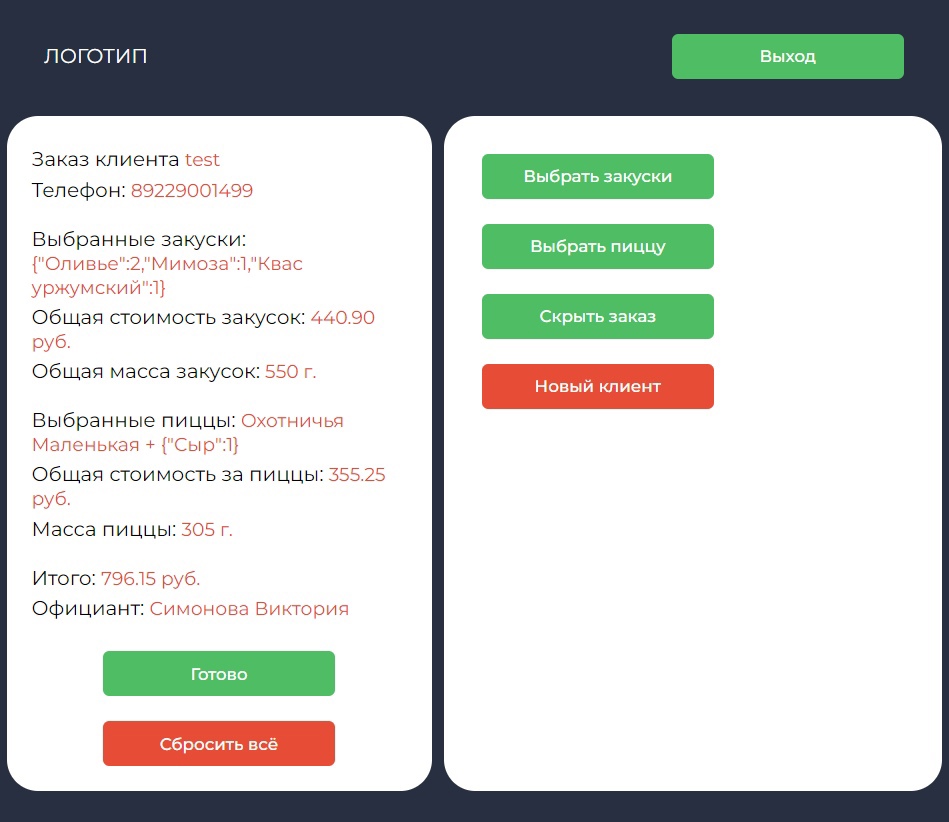 ЛОГОТИП
Выход
Заказ клиента test
Телефон: 89229001499
Выбранные закуски:
{"Оливье":2,"Мимоза":1,"Квас
уржумский":1}
Общая стоимость закусок: 440.90
руб.
Общая масса закусок: 550 г.
Выбранные пиццы: Охотничья
Маленькая + {"Сыр":1}
Общая стоимость за пиццы: 355.25
руб.
Масса пиццы: 305 г.
Итого: 796.15 руб.
Официант: Симонова Виктория
Готово
Сбросить всё
Выбрать закуски
Выбрать пиццу
Скрыть заказ
Новый клиент